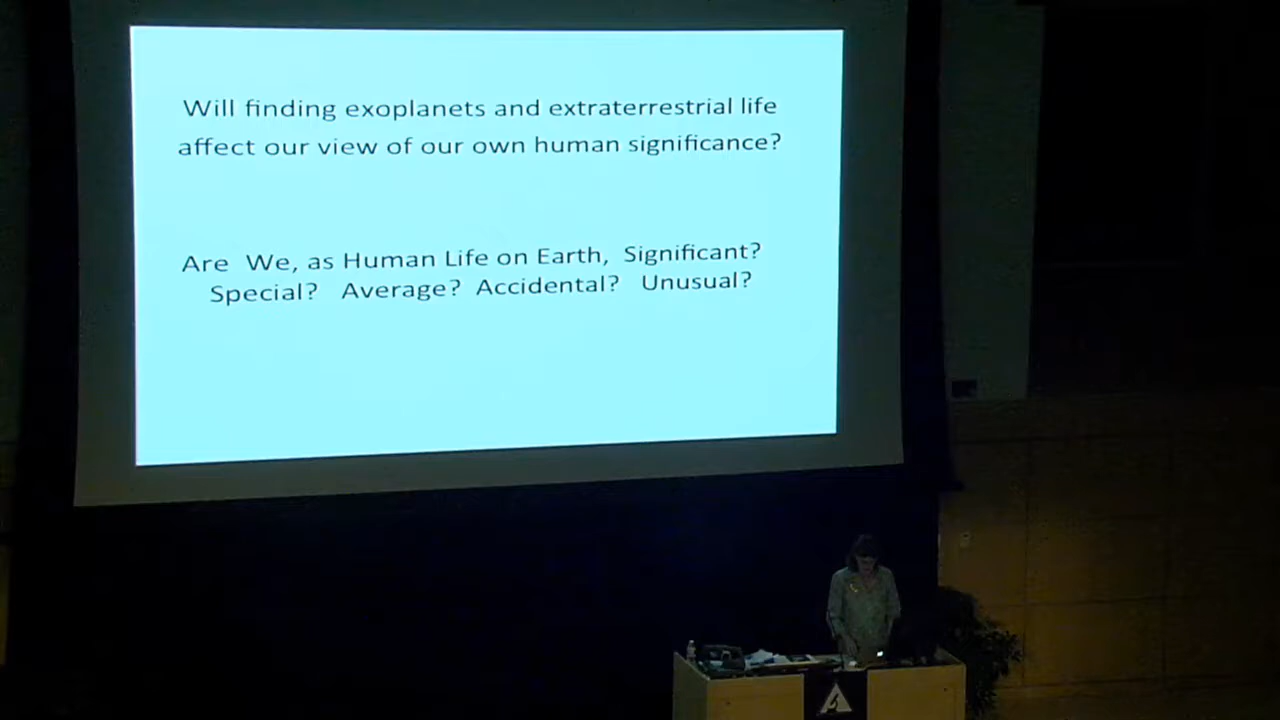 Will finding exoplanets and extraterrestrial life
affect our view of our own human significance?
Are We, as Human Life on Earth, Significant?
Special? Average? Accidental? Unusual?